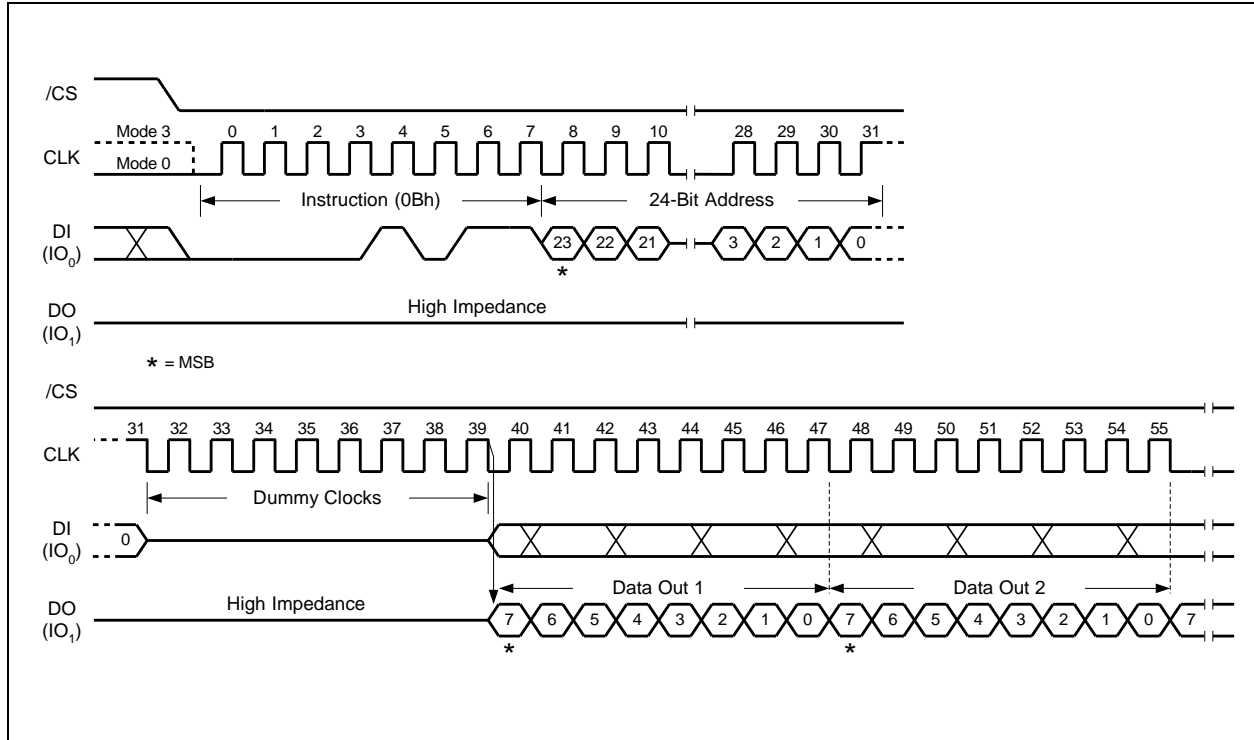 /CS
Mode 3 0 1 2 3 4 5 6 7 8 9 10 28 29 30 31
CLK
Mode 0
Instruction (0Bh) 24-Bit Address
DI
(IO0) 23 22 21 3 2 1 0
*
DO High Impedance
(IO1)
* = MSB
/CS
31 32 33 34 35 36 37 38 39 40 41 42 43 44 45 46 47 48 49 50 51 52 53 54 55
CLK
Dummy Clocks
DI 0
(IO0)
Data Out 1 Data Out 2
DO High Impedance 7 6 5 4 3 2 1 0 7 6 5 4 3 2 1 0 7
(IO1)
* *